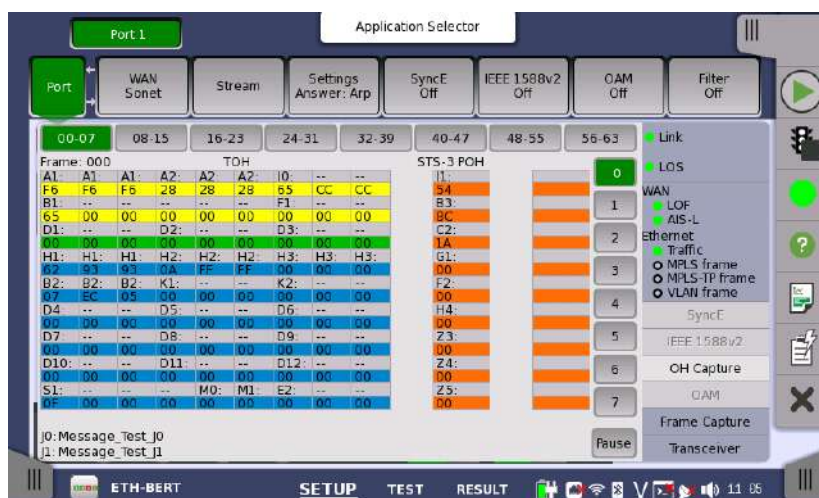 Port 1
Application Selector
Port
WAN Sonet
Stream
Settings Answer: Arp
SyncE Off
IEEE 1588v2 Off
OAM Off
Filter Off
00-07 08-15 16-23 24-31 32-39 40-47 48-55 56-63
Frame: 000 TOH STS-3 POH
A1: A1: A1: A2: A2: A2: J0: -- -- J1:
F6 F6 F6 28 28 28 65 CC CC 54
B1: -- -- -- -- -- F1: -- -- B3:
65 00 00 00 00 00 00 00 00 BC
D1: -- -- D2: -- -- D3: -- -- C2:
00 00 00 00 00 00 00 00 00 1A
H1: H1: H1: H2: H2: H2: H3: H3: H3: G1:
62 93 93 0A FF FF 00 00 00 00
B2: B2: B2: K1: -- -- K2: -- -- F2:
07 EC 05 00 00 00 00 00 00 00
D4 -- -- D5: -- -- D6: -- -- H4:
00 00 00 00 00 00 00 00 00 00
D7: -- -- D8: -- -- D9: -- -- Z3:
00 00 00 00 00 00 00 00 00 00
D10: -- -- D11: -- -- D12: -- -- Z4:
00 00 00 00 00 00 00 00 00 00
S1: -- -- -- M0: M1: E2: -- -- Z5:
0F 00 00 00 00 00 00 00 00 00
J0: Message_Test_J0
J1: Message_Test_J1
0
1
2
3
4
5
6
7
Pause
Link
LOS
WAN
LOF
AIS-L
Ethernet
Traffic
MPLS frame
MPLS-TP frame
VLAN frame
SyncE
IEEE 1588v2
OH Capture
OAM
Frame Capture
Transceiver
ETH-BERT SETUP TEST RESULT 11 05